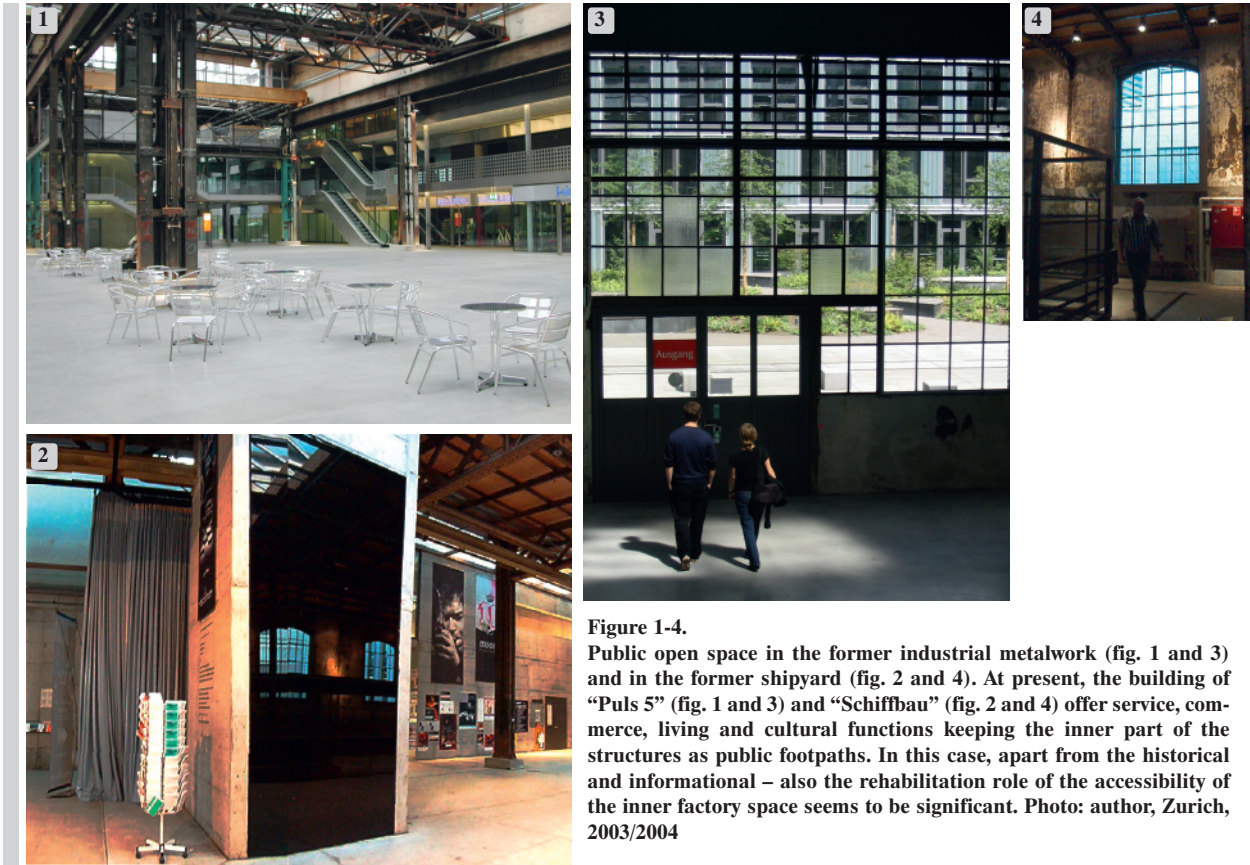 1
3
4
Ausgang
2
Figure 1-4.
Public open space in the former industrial metalwork (fig. 1 and 3)
and in the former shipyard (fig. 2 and 4). At present, the building of
“Puls 5” (fig. 1 and 3) and “Schiffbau” (fig. 2 and 4) offer service, com-
merce, living and cultural functions keeping the inner part of the
structures as public footpaths. In this case, apart from the historical
and informational – also the rehabilitation role of the accessibility of
the inner factory space seems to be significant. Photo: author, Zurich,
2003/2004